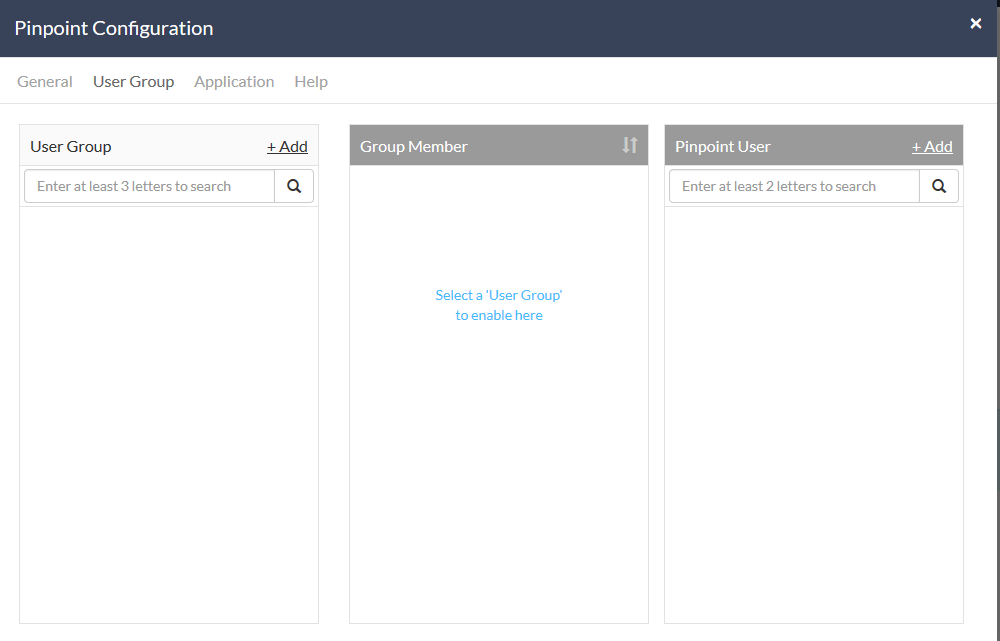 Pinpoint Configuration
×
General User Group Application Help
User Group + Add
Enter at least 3 letters to search
Group Member
Select a 'User Group'
to enable here
Pinpoint User + Add
Enter at least 2 letters to search